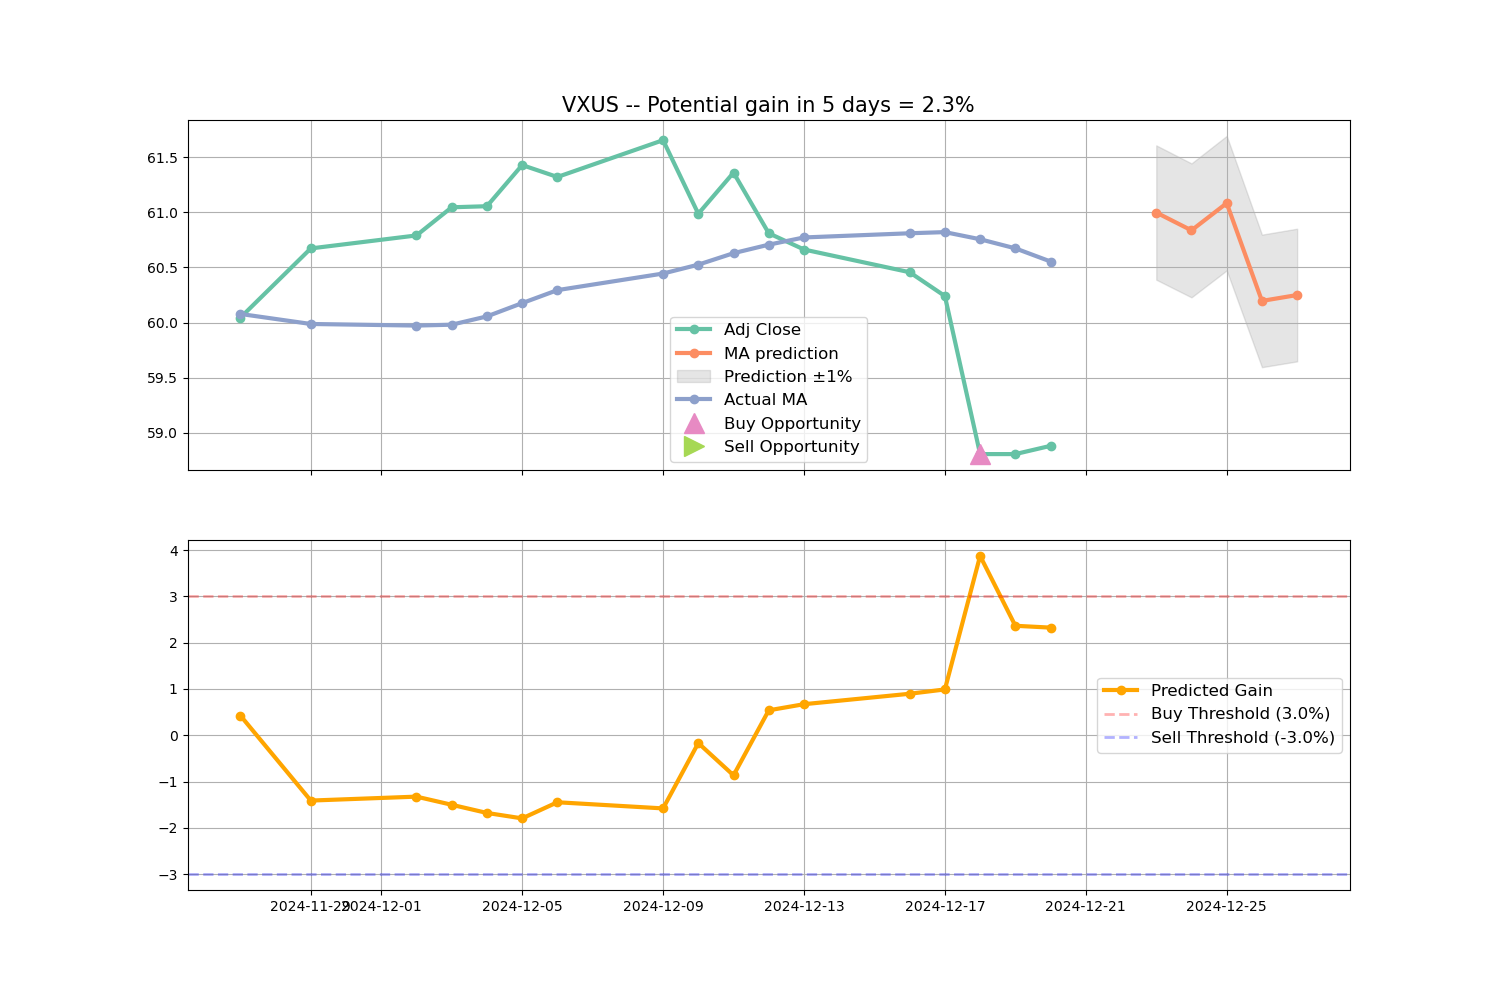 VXUS -- Potential gain in 5 days = 2.3%
61.5
61.0
60.5
60.0
59.5
59.0
Adj Close
MA prediction
Prediction ±1%
Actual MA
Buy Opportunity
Sell Opportunity
4
3
2
1
0
−1
−2
−3
Predicted Gain
Buy Threshold (3.0%)
Sell Threshold (-3.0%)
2024-11-29 2024-12-01 2024-12-05 2024-12-09 2024-12-13 2024-12-17 2024-12-21 2024-12-25